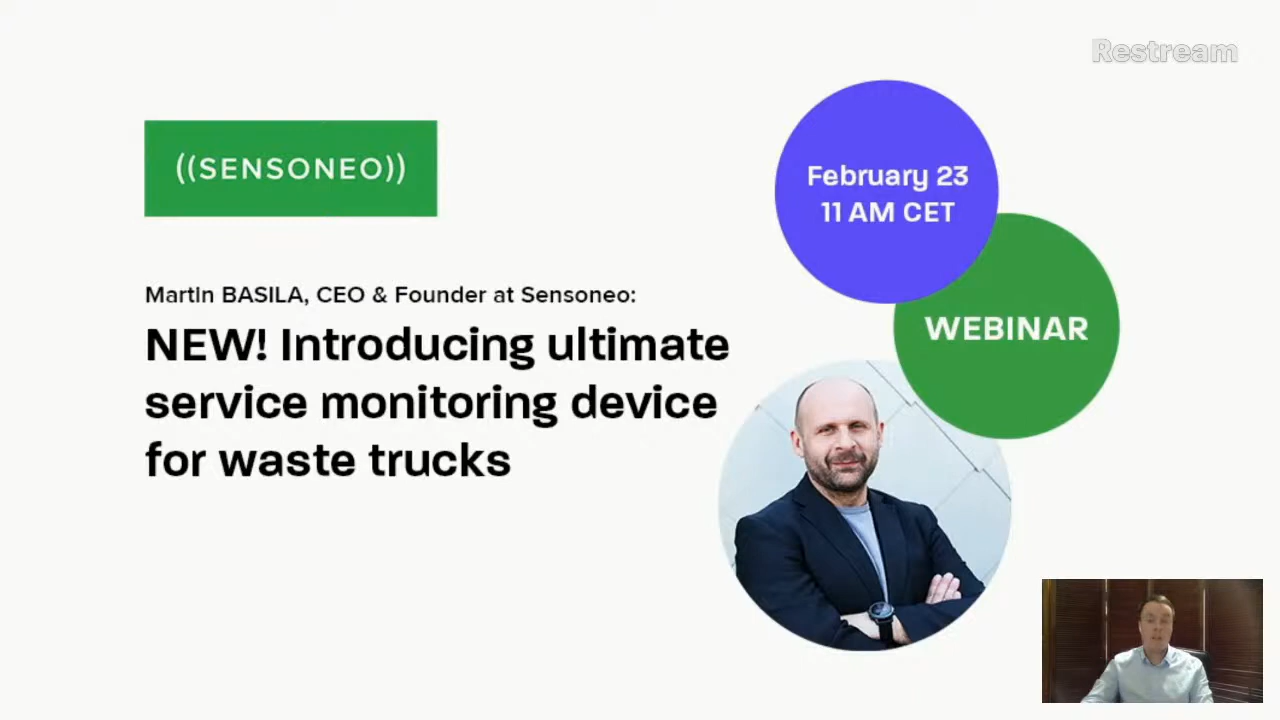 Restream
((SENSONEO))
February 23
11 AM CET
WEBINAR
Martin BASILA, CEO & Founder at Sensoneo:
NEW! Introducing ultimate
service monitoring device
for waste trucks